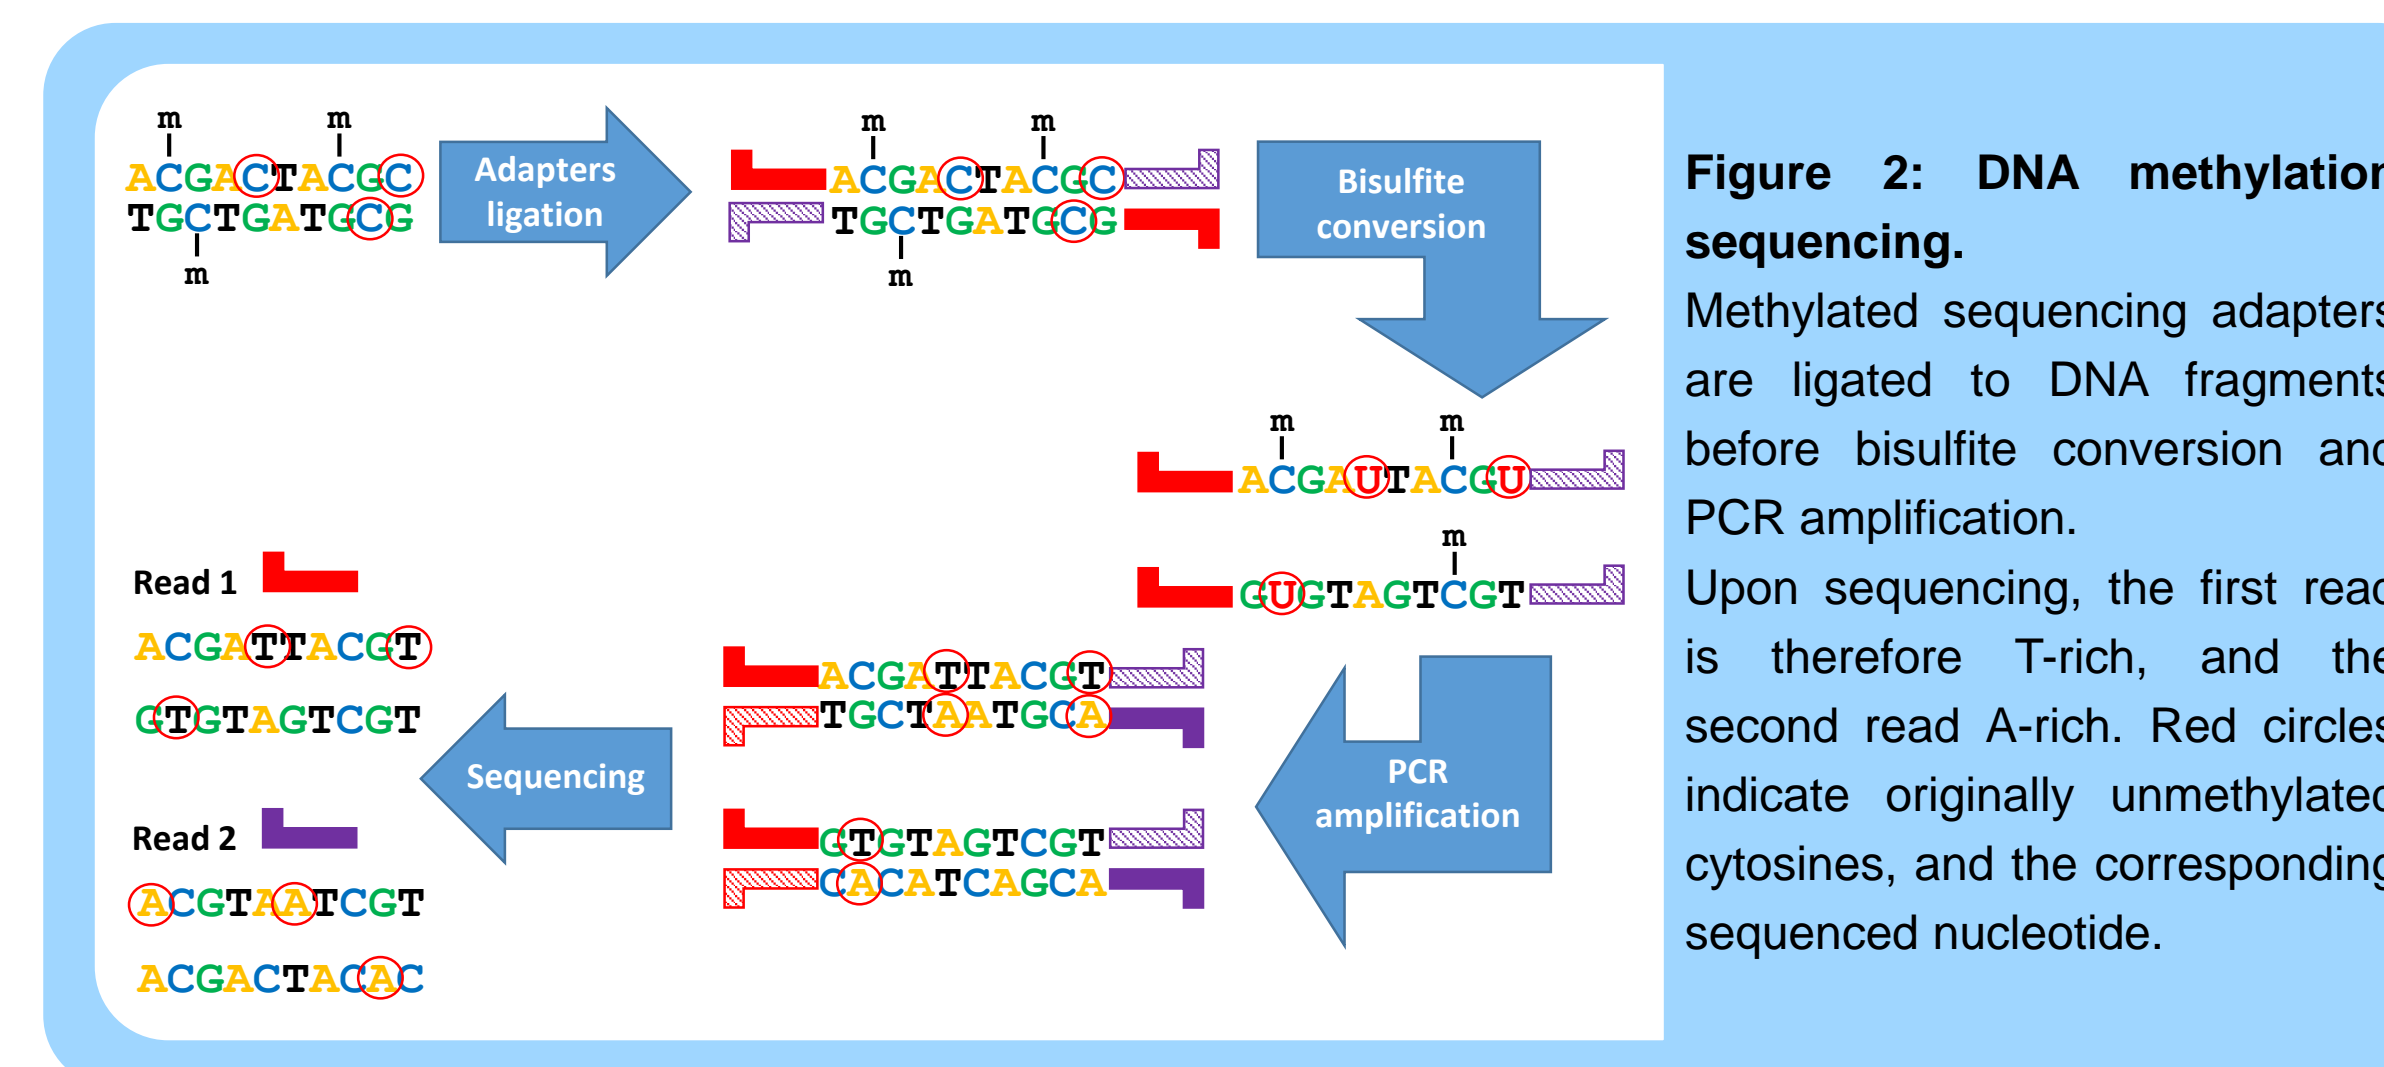 m m
ACGACTACGC
TGCTGATGCG
m
Adapters
ligation
m m
ACGACTACGC
TGCTGATGCG
m
Bisulfite
conversion
m m
ACGAUTACGU
m
GUGTAGTCGT
PCR
amplification
ACGATTACGT
TGCTAATGCA
GTGTAGTCGT
CACATCAGCA
Sequencing
Read 1
ACGATTACGT
GTGTAGTCGT
Read 2
ACGTAATCGT
ACGACTACAC
Figure 2: DNA methylation
sequencing.
Methylated sequencing adapters
are ligated to DNA fragments
before bisulfite conversion and
PCR amplification.
Upon sequencing, the first read
is therefore T-rich, and the
second read A-rich. Red circles
indicate originally unmethylated
cytosines, and the corresponding
sequenced nucleotide.